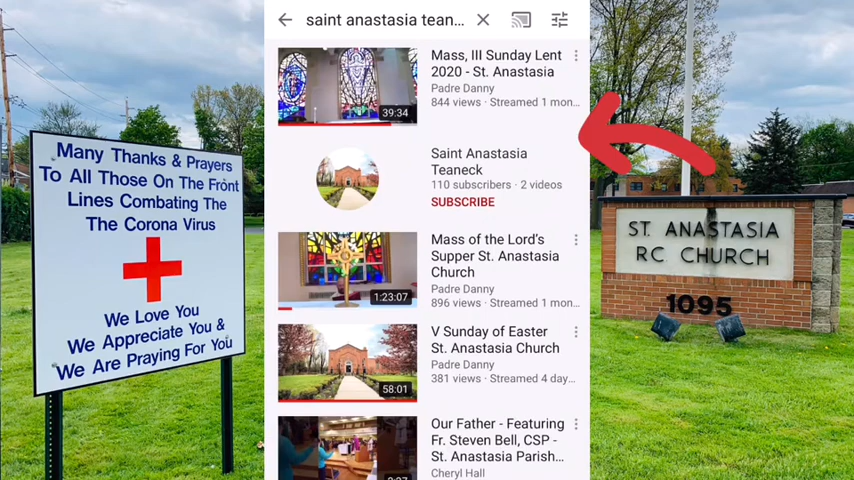 Many Thanks & Prayers
To All Those On The Front
Lines Combating The
The Corona Virus
We Love You
We Appreciate You &
We Are Praying For You
saint anastasia tean...
Mass, III Sunday Lent
2020 - St. Anastasia
Padre Danny
844 views · Streamed 1 mon...
39:34
Saint Anastasia
Teaneck
110 subscribers · 2 videos
SUBSCRIBE
Mass of the Lord's
Supper St. Anastasia
Church
Padre Danny
896 views · Streamed 1 mon...
1:23:07
V Sunday of Easter
St. Anastasia Church
Padre Danny
381 views · Streamed 4 day...
58:01
Our Father - Featuring
Fr. Steven Bell, CSP -
St. Anastasia Parish...
Cheryl Hall
ST. ANASTASIA
RC CHURCH
1095